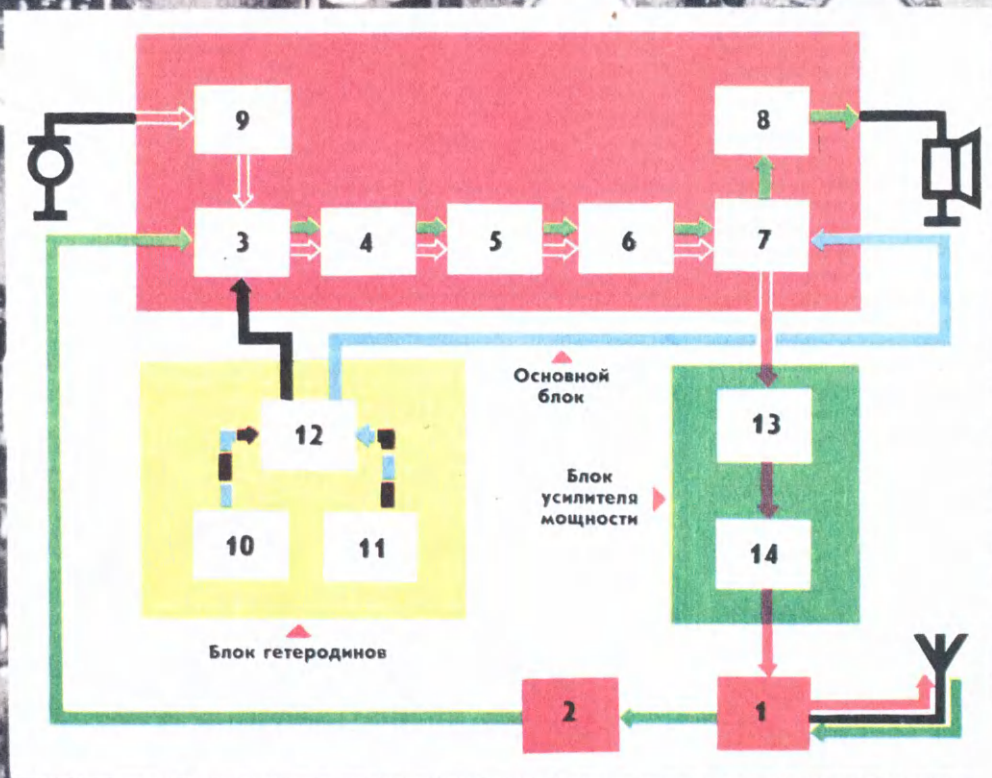 9
8
3
4
5
6
7
Основной
блок
12
13
Блок
усилителя
мощности
10
11
14
Блок гетеродинов
2
1